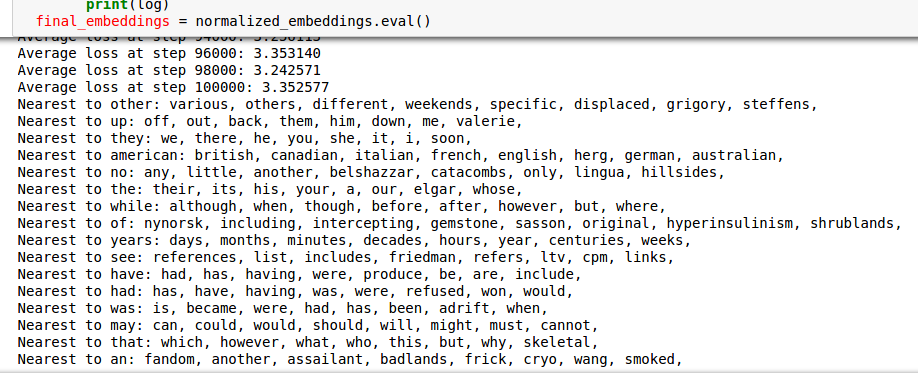 print(log)
final_embeddings = normalized_embeddings.eval()
Average loss at step 94000: 3.250113
Average loss at step 96000: 3.353140
Average loss at step 98000: 3.242571
Average loss at step 100000: 3.352577
Nearest to other: various, others, different, weekends, specific, displaced, grigory, steffens,
Nearest to up: off, out, back, them, him, down, me, valerie,
Nearest to they: we, there, he, you, she, it, i, soon,
Nearest to american: british, canadian, italian, french, english, herg, german, australian,
Nearest to no: any, little, another, belshazzar, catacombs, only, lingua, hillsides,
Nearest to the: their, its, his, your, a, our, elgar, whose,
Nearest to while: although, when, though, before, after, however, but, where,
Nearest to of: nynorsk, including, intercepting, gemstone, sasson, original, hyperinsulinism, shrublands,
Nearest to years: days, months, minutes, decades, hours, year, centuries, weeks,
Nearest to see: references, list, includes, friedman, refers, ltv, cpm, links,
Nearest to have: had, has, having, were, produce, be, are, include,
Nearest to had: has, have, having, was, were, refused, won, would,
Nearest to was: is, became, were, had, has, been, adrift, when,
Nearest to may: can, could, would, should, will, might, must, cannot,
Nearest to that: which, however, what, who, this, but, why, skeletal,
Nearest to an: fandom, another, assailant, badlands, frick, cryo, wang, smoked,